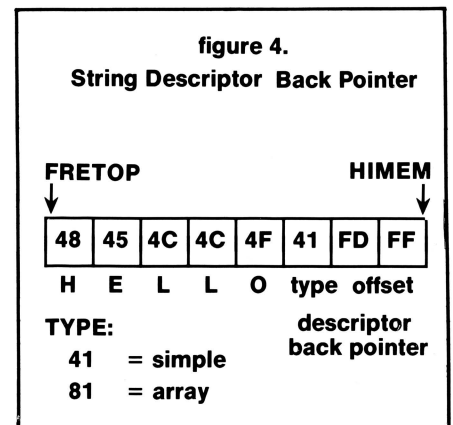 figure 4.
String Descriptor Back Pointer
FRETOP HIMEM
48 45 4C 4C 4F 41 FD FF
H E L L O type offset
TYPE: descriptor
back pointer
41 = simple
81 = array